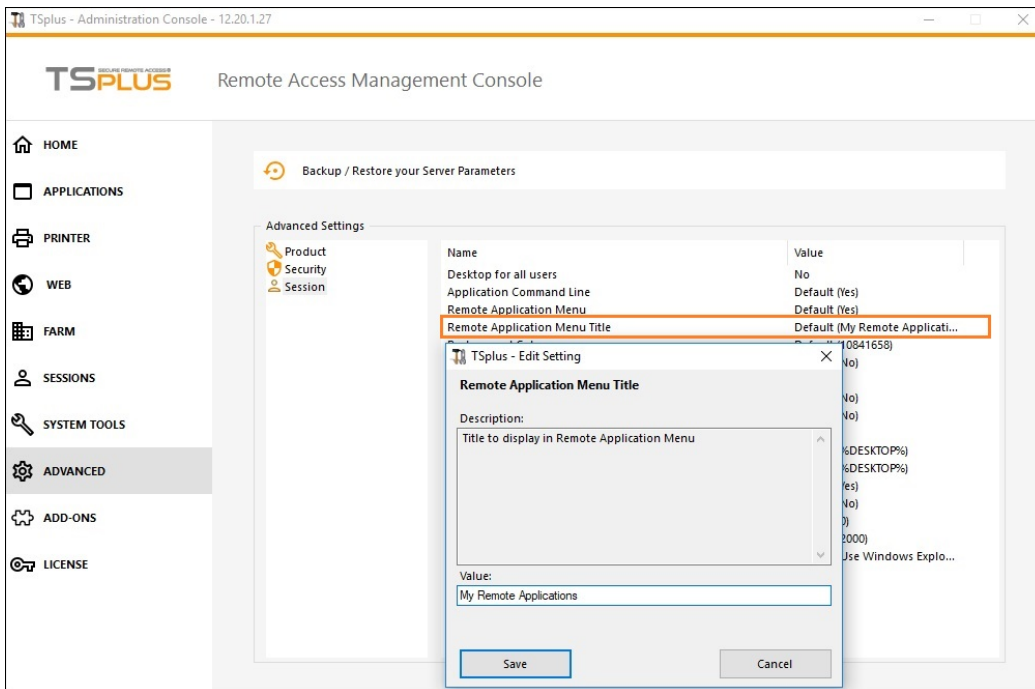 TSplus - Administration Console - 12.20.1.27
SECURE REMOTE ACCESS®
TSPLUS
Remote Access Management Console
HOME
APPLICATIONS
PRINTER
WEB
FARM
SESSIONS
SYSTEM TOOLS
ADVANCED
ADD-ONS
LICENSE
Backup / Restore your Server Parameters
Advanced Settings
Product
Security
Session
Name Value
Desktop for all users No
Application Command Line Default (Yes)
Remote Application Menu Default (Yes)
Remote Application Menu Title Default (My Remote Applicati...
10841658)
No)
No)
No)
%DESKTOP%)
%DESKTOP%)
Yes)
No)
0)
2000)
Use Windows Explo...
TSplus - Edit Setting
Remote Application Menu Title
Description:
Title to display in Remote Application Menu
Value:
My Remote Applications
Save Cancel